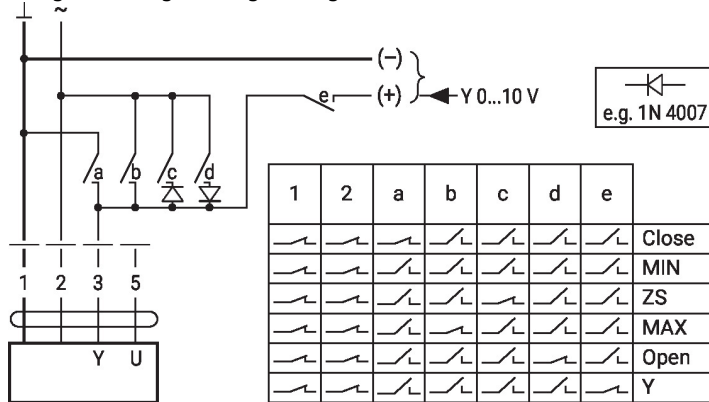 ⊥ ~
(–)
e (+) Y 0...10 V
e.g. 1N 4007
a b c d
1 2 a b c d e
Close
MIN
ZS
MAX
Open
Y
1 2 3 5
Y U